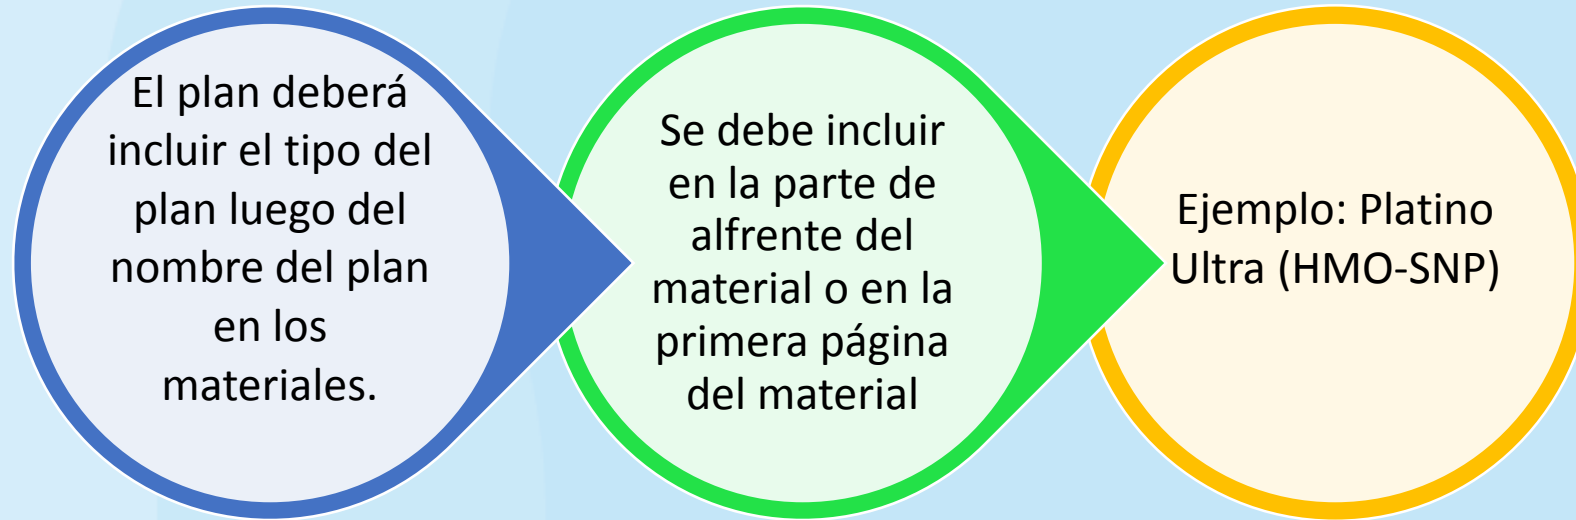 El plan deberá
incluir el tipo del
plan luego del
nombre del plan
en los
materiales.
Se debe incluir
en la parte de
alfrente del
material o en la
primera página
del material
Ejemplo: Platino
Ultra (HMO-SNP)